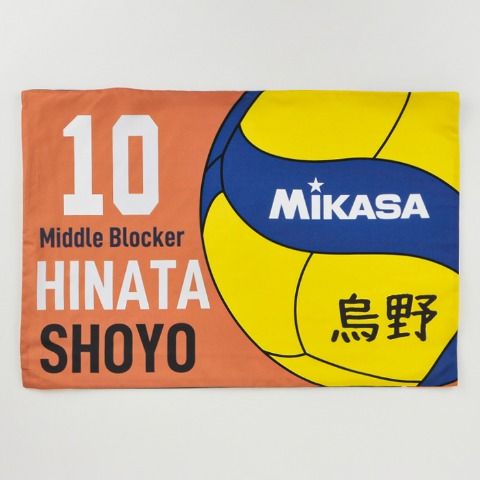 10
Middle Blocker
HINATA
SHOYO
MIKASA
烏野